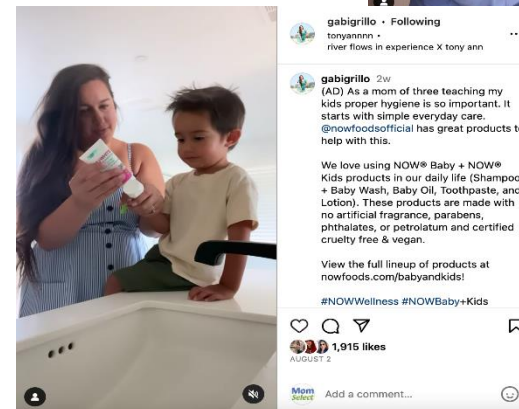 gabigrillo • Following
tonyannnn •
river flows in experience X tony ann
gabigrillo 2w
(AD) As a mom of three teaching my
kids proper hygiene is so important. It
starts with simple everyday care.
@nowfoodsofficial has great products t
help with this.
We love using NOW® Baby + NOW®
Kids products in our daily life (Shampoo
+ Baby Wash, Baby Oil, Toothpaste, and
Lotion). These products are made with
no artificial fragrance, parabens,
phthalates, or petrolatum and certified
cruelty free & vegan.
View the full lineup of products at
nowfoods.com/babyandkids!
#NOWWellness #NOWBaby+Kids
1,915 likes
AUGUST 2
Mom
Select
Add a comment...